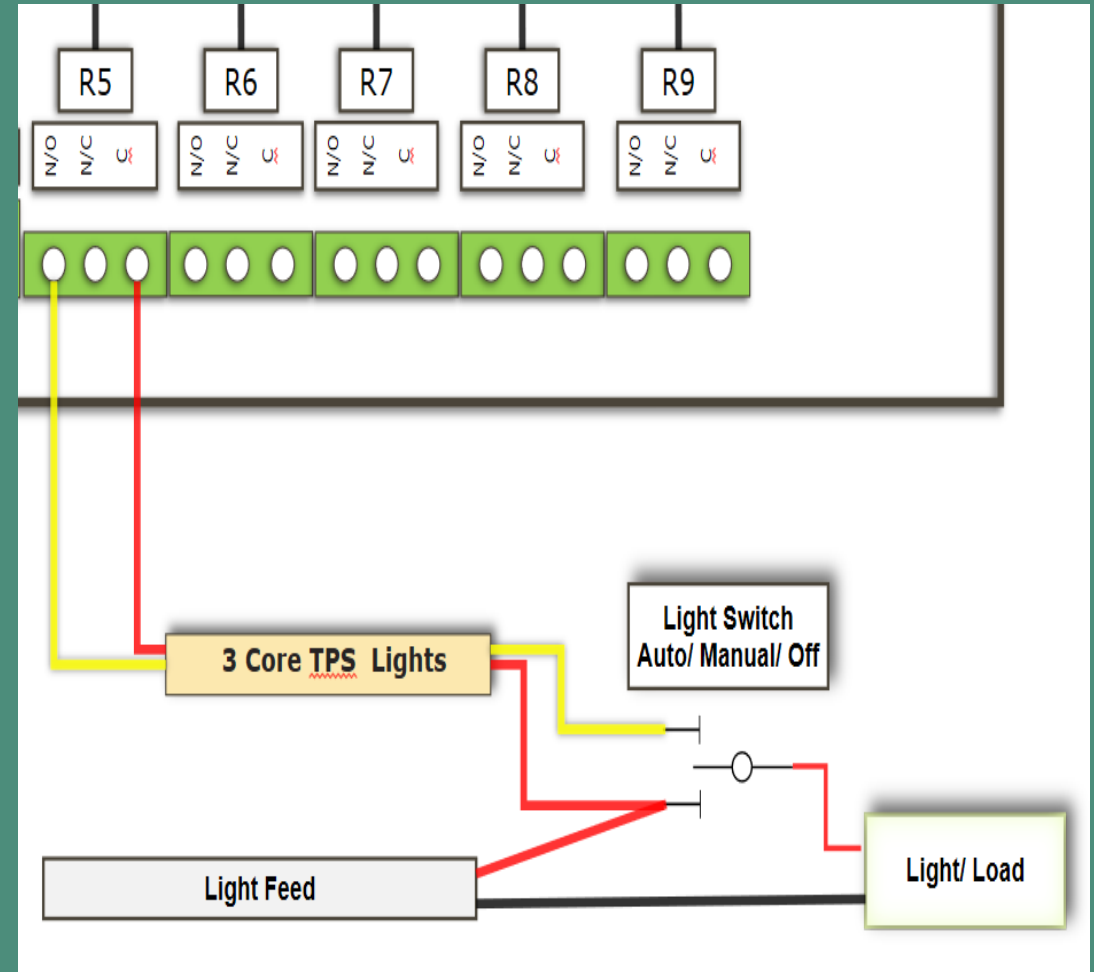 R5
R6
R7
R8
R9
N/O N/C C
N/O N/C C
N/O N/C C
N/O N/C C
N/O N/C C
Light Switch
Auto/ Manual/ Off
3 Core TPS Lights
Light/ Load
Light Feed